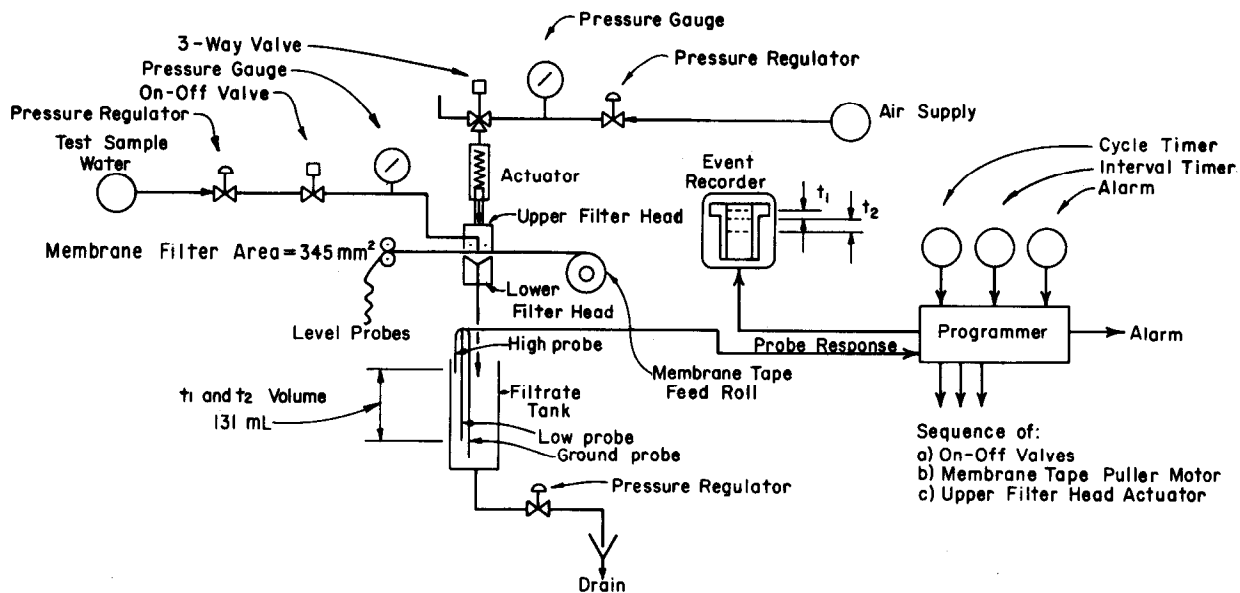 Pressure Gauge
3-Way Valve
Pressure Gauge
On-Off Valve
Pressure Regulator
Test Sample
Water
Pressure Regulator
Air Supply
Actuator
Upper Filter Head
Membrane Filter Area = 345 mm²
Lower
Filter Head
Level Probes
Event
Recorder
t₁
t₂
Cycle Timer
Interval Timer
Alarm
Programmer
Alarm
Probe Response
High probe
Membrane Tape
Feed Roll
t₁ and t₂ Volume
131 mL
Filtrate
Tank
Low probe
Ground probe
Pressure Regulator
Drain
Sequence of:
a) On-Off Valves
b) Membrane Tape Puller Motor
c) Upper Filter Head Actuator